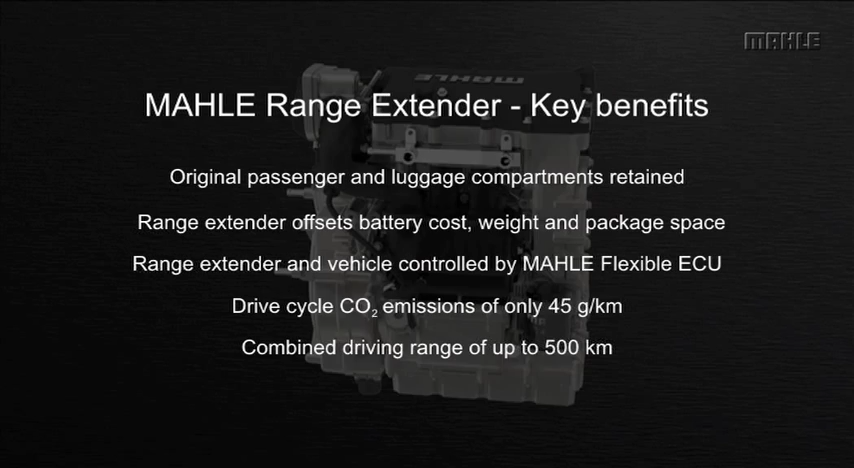 MAHLE
MAHLE
MAHLE Range Extender - Key benefits
Original passenger and luggage compartments retained
Range extender offsets battery cost, weight and package space
Range extender and vehicle controlled by MAHLE Flexible ECU
Drive cycle CO₂ emissions of only 45 g/km
Combined driving range of up to 500 km